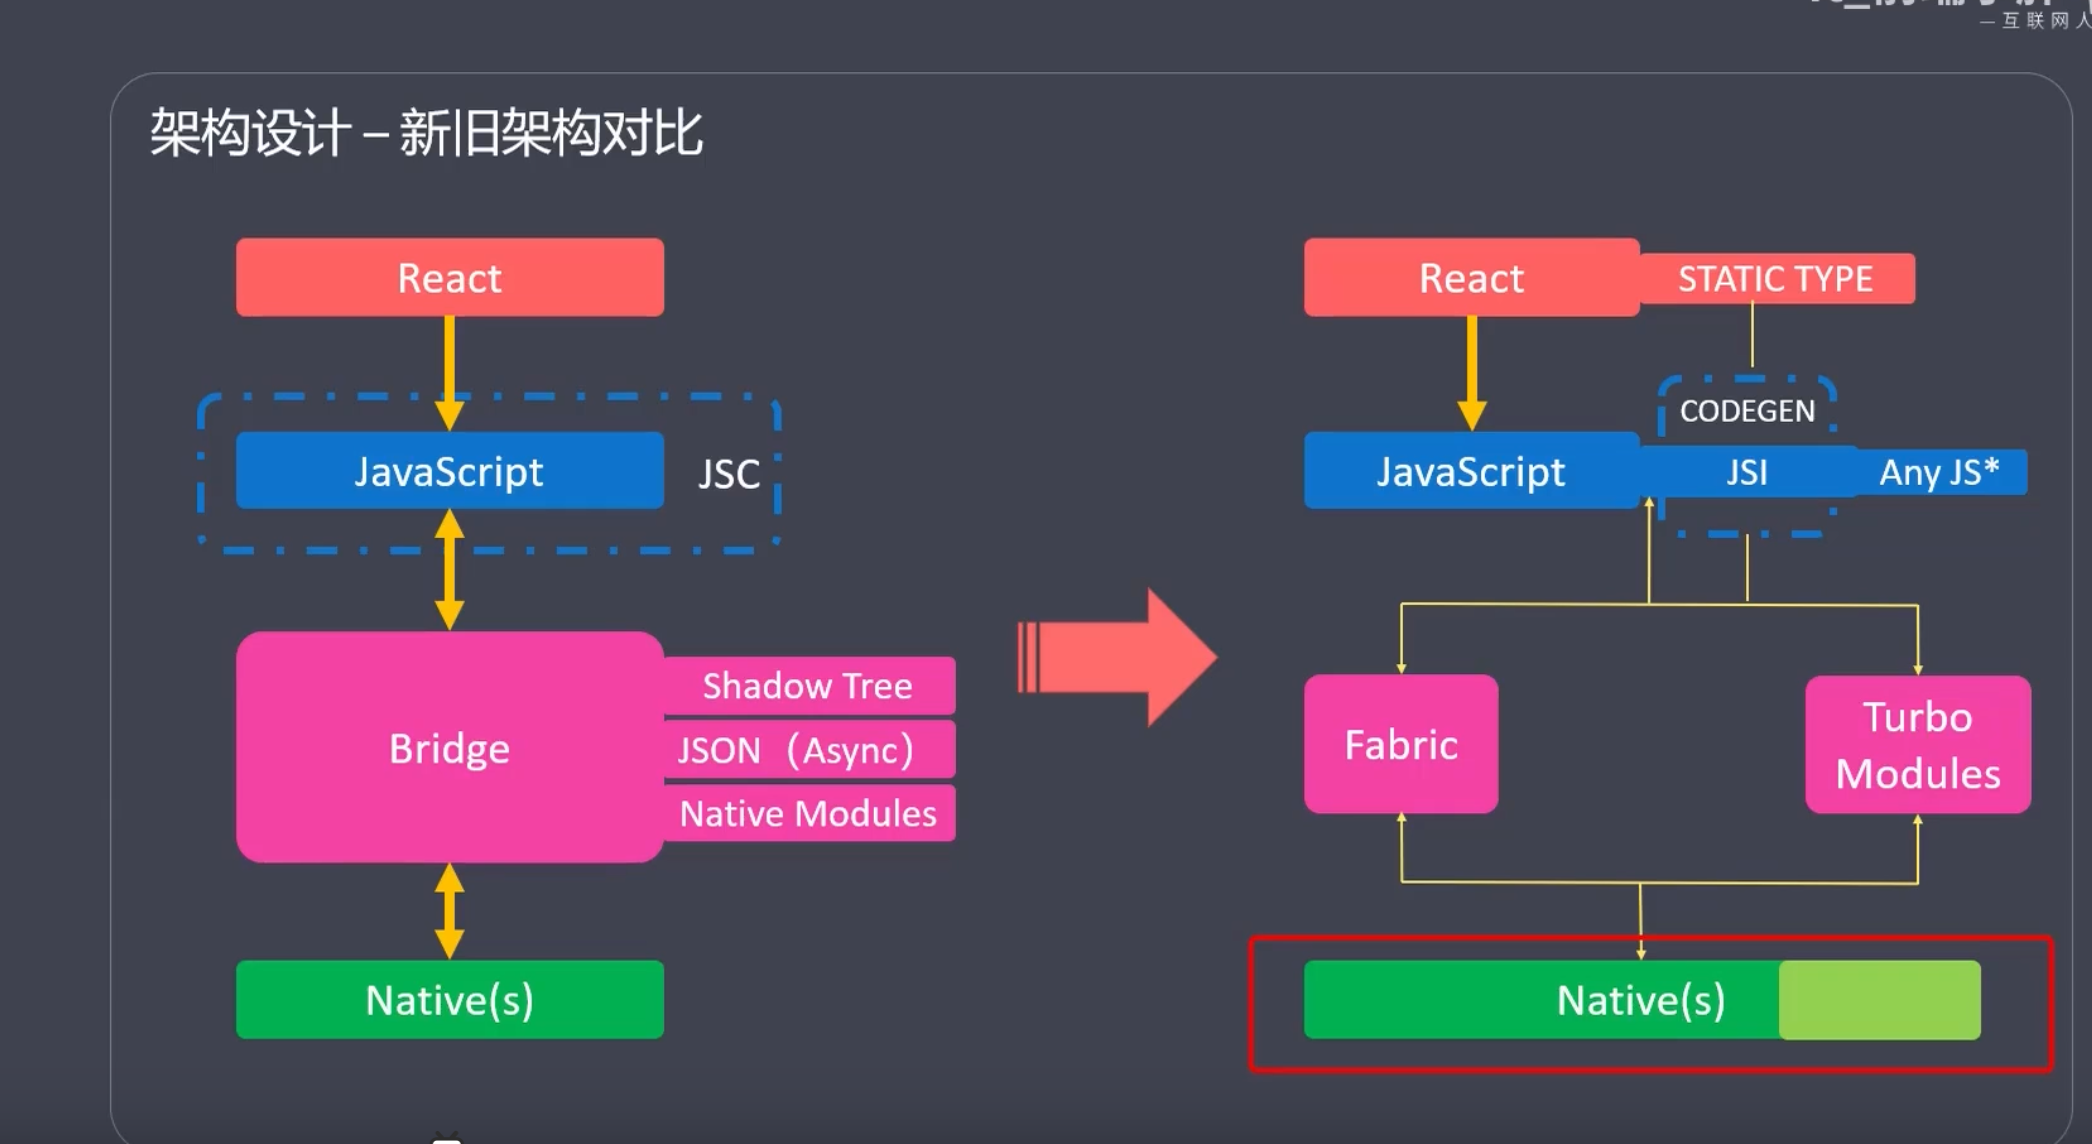 一互联网人
架构设计 – 新旧架构对比
React
JavaScript
JSC
Bridge
Shadow Tree
JSON（Async）
Native Modules
Native(s)
React
STATIC TYPE
CODEGEN
JavaScript
JSI
Any JS*
Fabric
Turbo
Modules
Native(s)